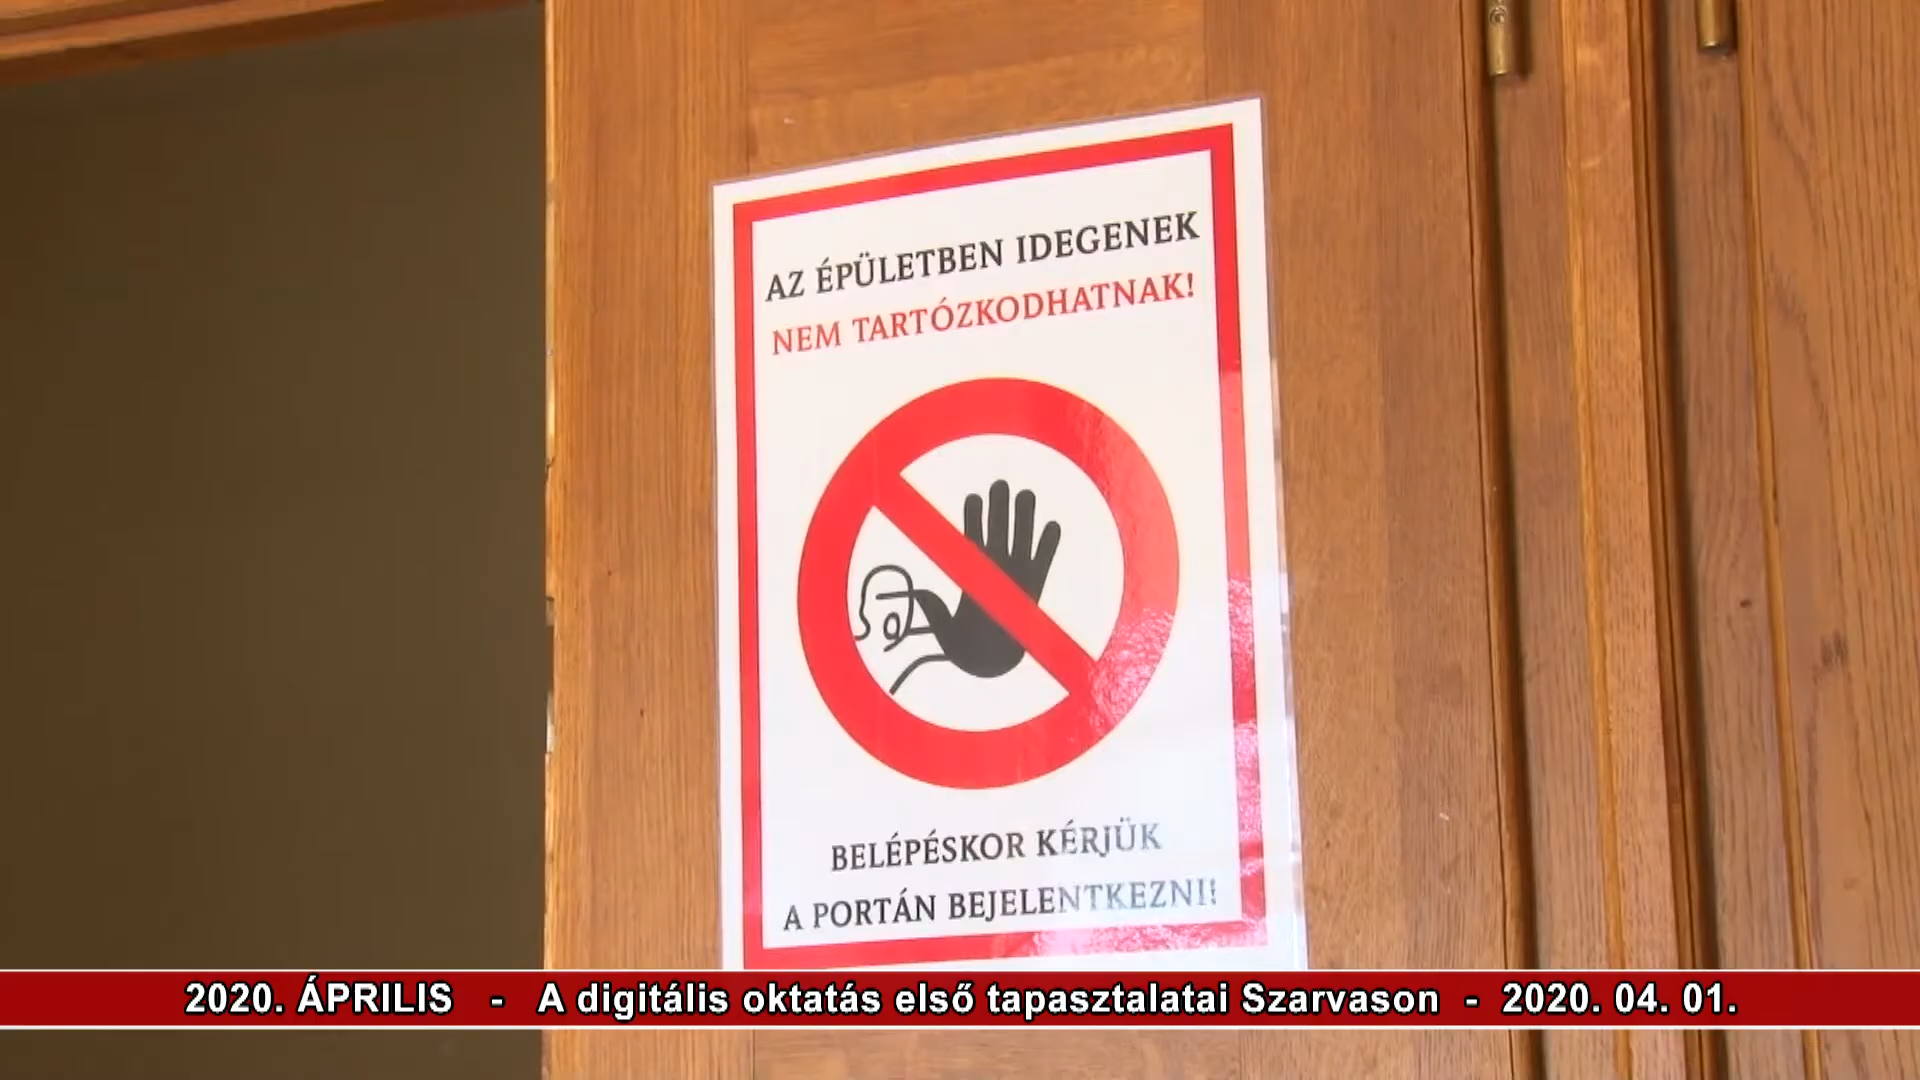 AZ ÉPÜLETBEN IDEGENEK
NEM TARTÓZKODHATNAK!
BELÉPÉSKOR KÉRJÜK
A PORTÁN BEJELENTKEZNI!
2020. ÁPRILIS - A digitális oktatás első tapasztalatai Szarvason - 2020. 04. 01.